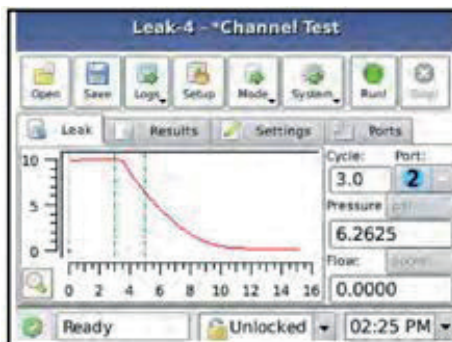 Leak-4 - *Channel Test
Open Save Logs Setup Mode System Run!
Leak Results Settings Ports
Cycle: Port:
3.0 2
Pressure psi
6.2625
Flow:
0.0000
10
5
0
0 2 4 6 8 10 12 14 16
Ready Unlocked 02:25 PM